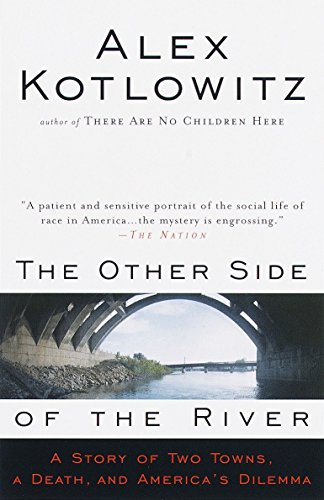 ALEX
KOTLOWITZ
author of THERE ARE NO CHILDREN HERE
"A patient and sensitive portrait of the social life of
race in America...the mystery is engrossing."
—THE NATION
THE OTHER SIDE
OF THE RIVER
A STORY OF TWO TOWNS,
A DEATH, AND AMERICA'S DILEMMA